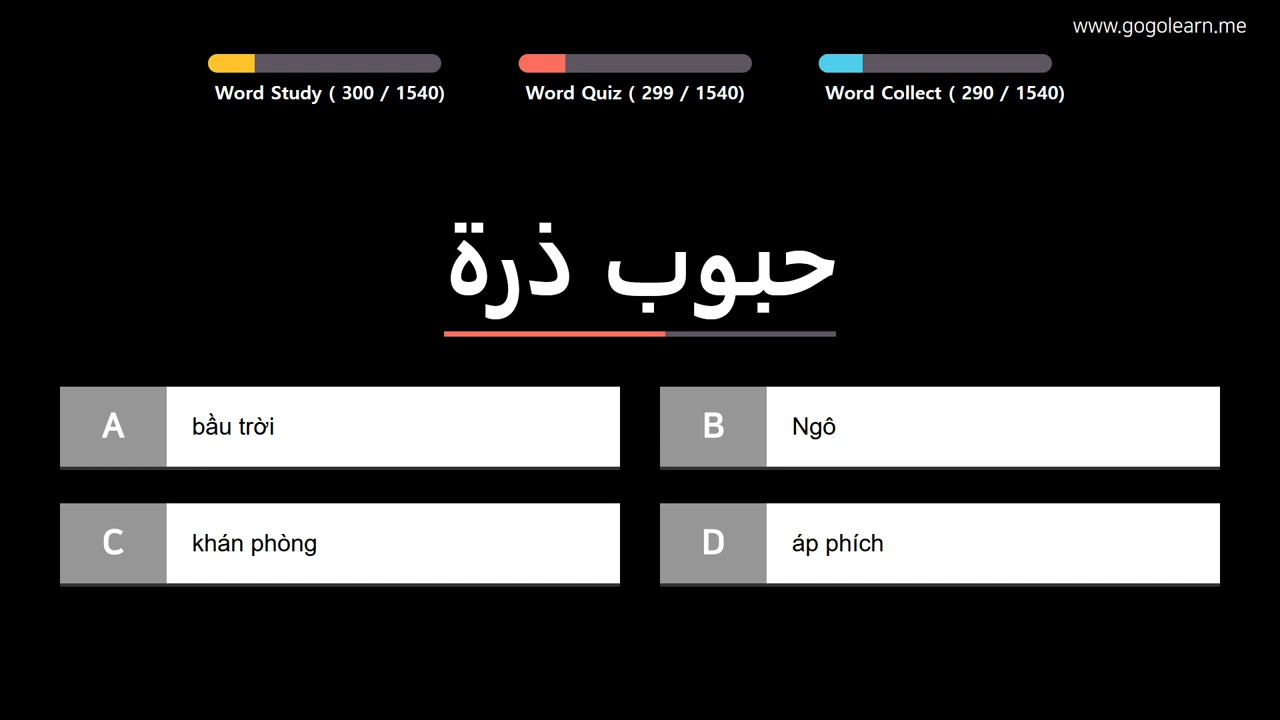 www.gogolearn.me
Word Study ( 300 / 1540)
Word Quiz ( 299 / 1540)
Word Collect ( 290 / 1540)
حبوب ذرة
A
bầu trời
B
Ngô
C
khán phòng
D
áp phích